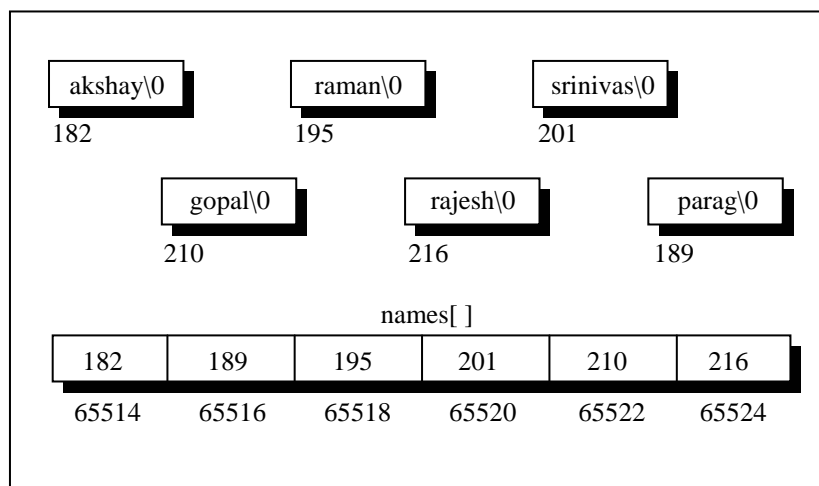 akshay\0 raman\0 srinivas\0
182 195 201
gopal\0 rajesh\0 parag\0
210 216 189
names[ ]
182 189 195 201 210 216
65514 65516 65518 65520 65522 65524